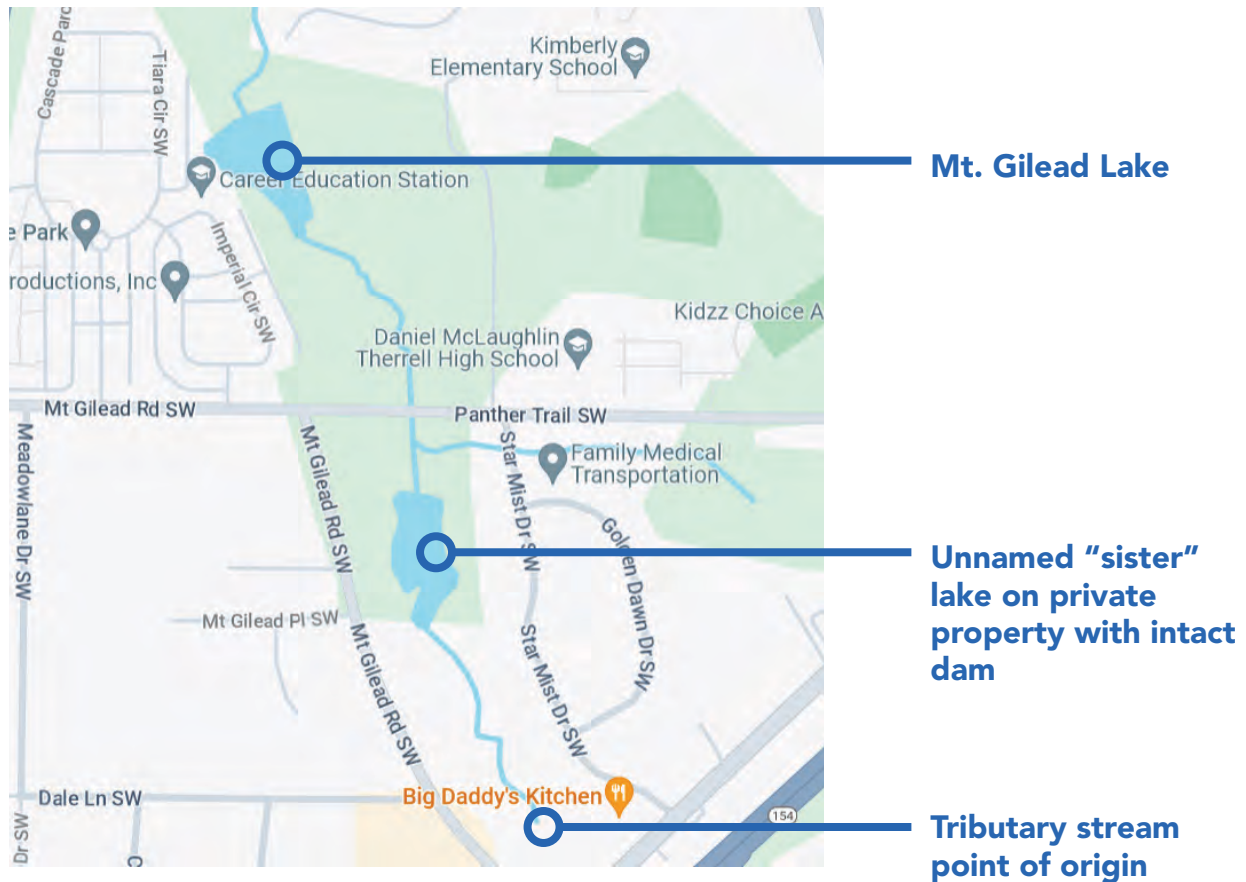 Cascade Parc
Tiara Cir SW
Kimberly
Elementary School
Mt. Gilead Lake
Career Education Station
e Park
Imperial Cir SW
roductions, Inc
Kidzz Choice A
Daniel McLaughlin
Therrell High School
Mt Gilead Rd SW
Panther Trail SW
Meadowlane Dr SW
Mt Gilead Rd SW
Star Mist Dr SW
Family Medical
Transportation
Golden Dawn Dr SW
Unnamed “sister”
lake on private
property with intact
dam
Mt Gilead Pl SW
Mt Gilead Rd SW
Star Mist Dr SW
Dale Ln SW
Big Daddy's Kitchen
154
Dr SW
C
Tributary stream
point of origin